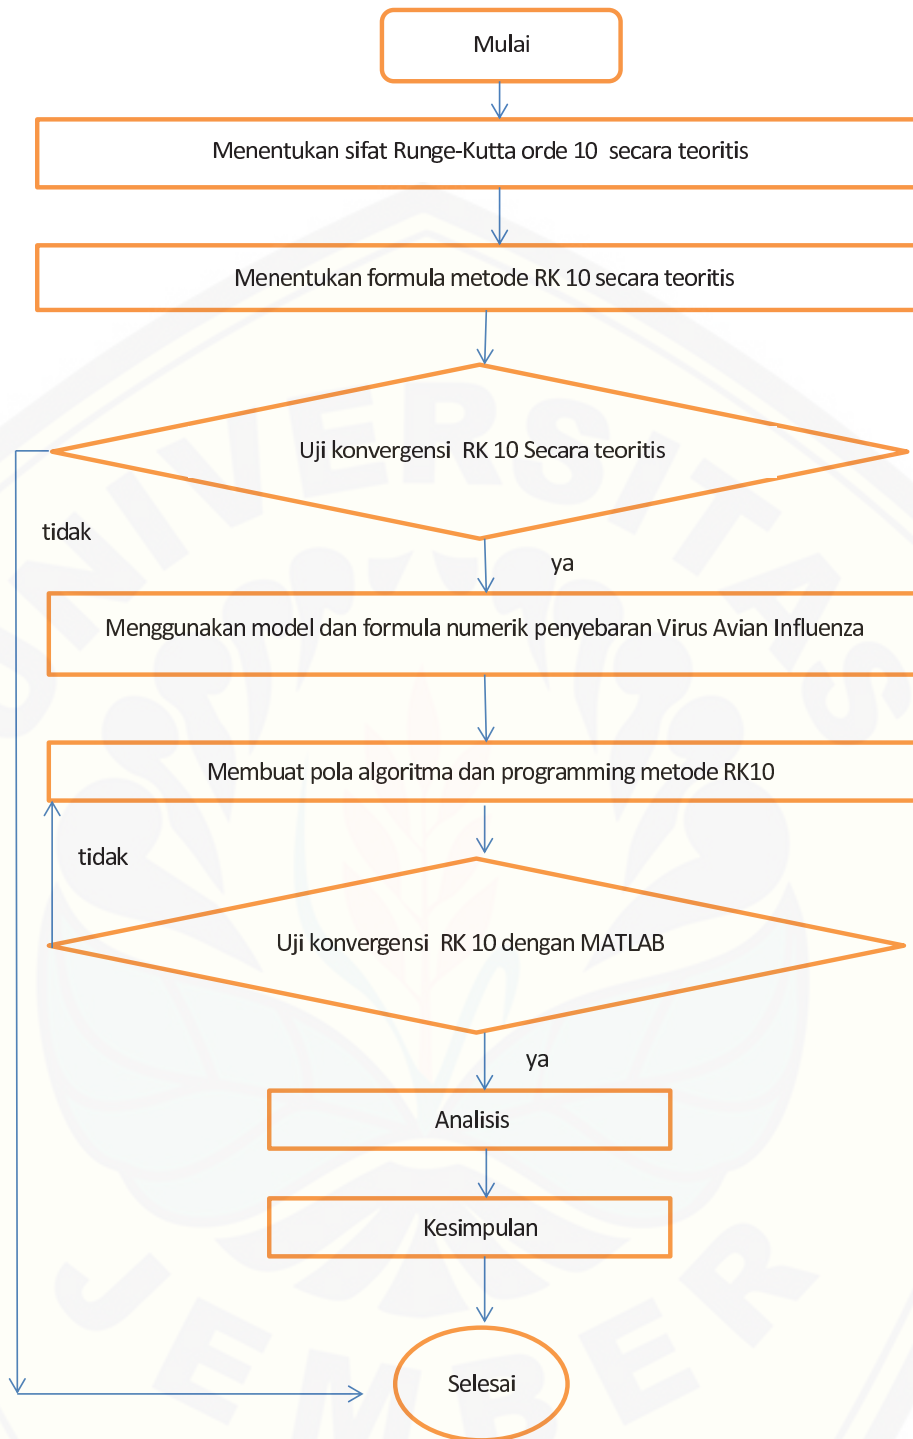 Mulai
Menentukan sifat Runge-Kutta orde 10 secara teoritis
Menentukan formula metode RK 10 secara teoritis
Uji konvergensi RK 10 Secara teoritis
tidak
ya
Menggunakan model dan formula numerik penyebaran Virus Avian Influenza
Membuat pola algoritma dan programming metode RK10
tidak
Uji konvergensi RK 10 dengan MATLAB
ya
Analisis
Kesimpulan
Selesai
UNIVERSITAS
JEMBER